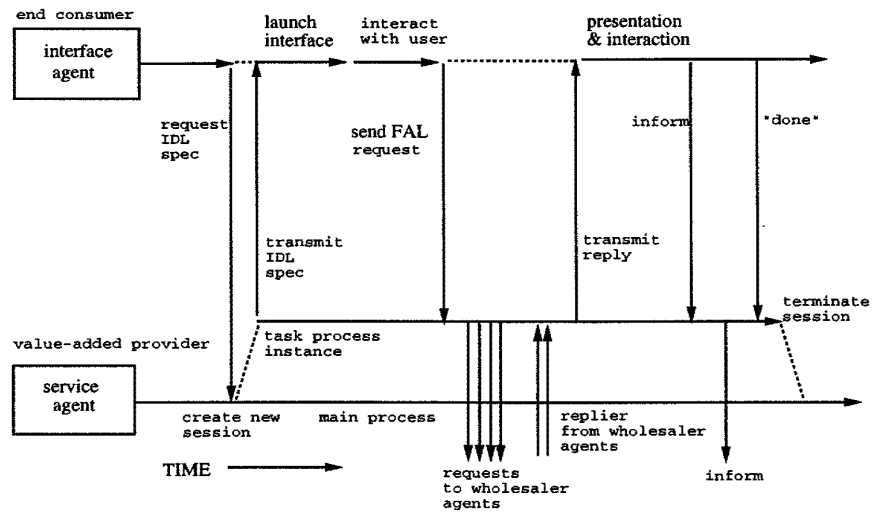 end consumer
interface
agent
launch
interface
interact
with user
presentation
& interaction
request
IDL
spec
send FAL
request
inform
"done"
transmit
IDL
spec
transmit
reply
terminate
session
task process
instance
value-added provider
service
agent
create new
session
main process
replier
from wholesaler
agents
TIME
requests
to wholesaler
agents
inform